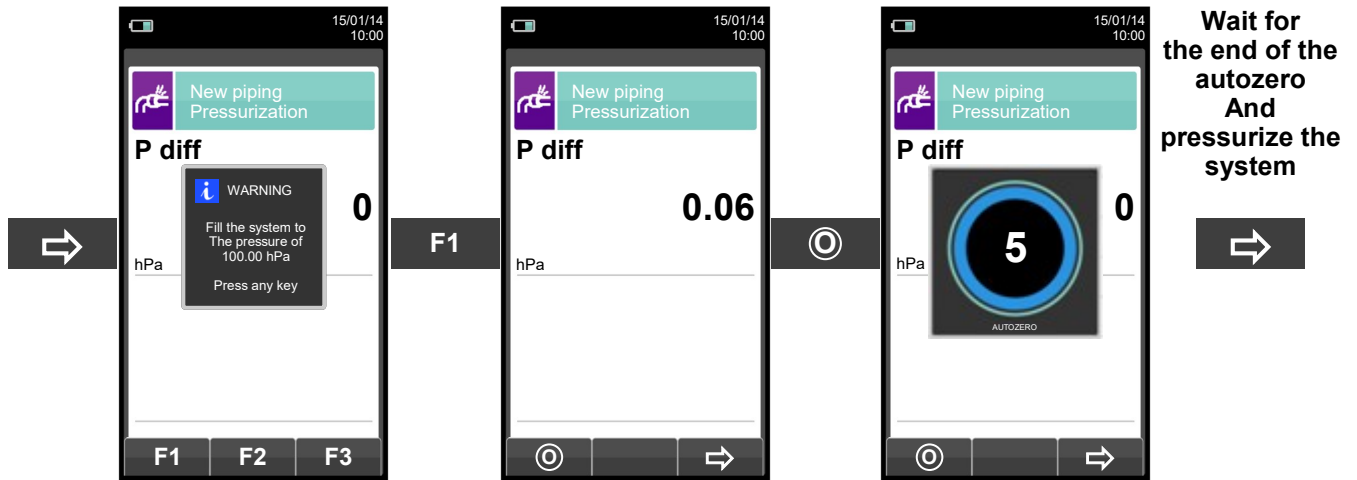 15/01/14
10:00
New piping
Pressurization
P diff
WARNING
Fill the system to
The pressure of
100.00 hPa
Press any key
0
hPa
F1 F2 F3
F1
15/01/14
10:00
New piping
Pressurization
P diff
0.06
hPa
15/01/14
10:00
New piping
Pressurization
P diff
0
hPa
5
AUTOZERO
Wait for
the end of the
autozero
And
pressurize the
system